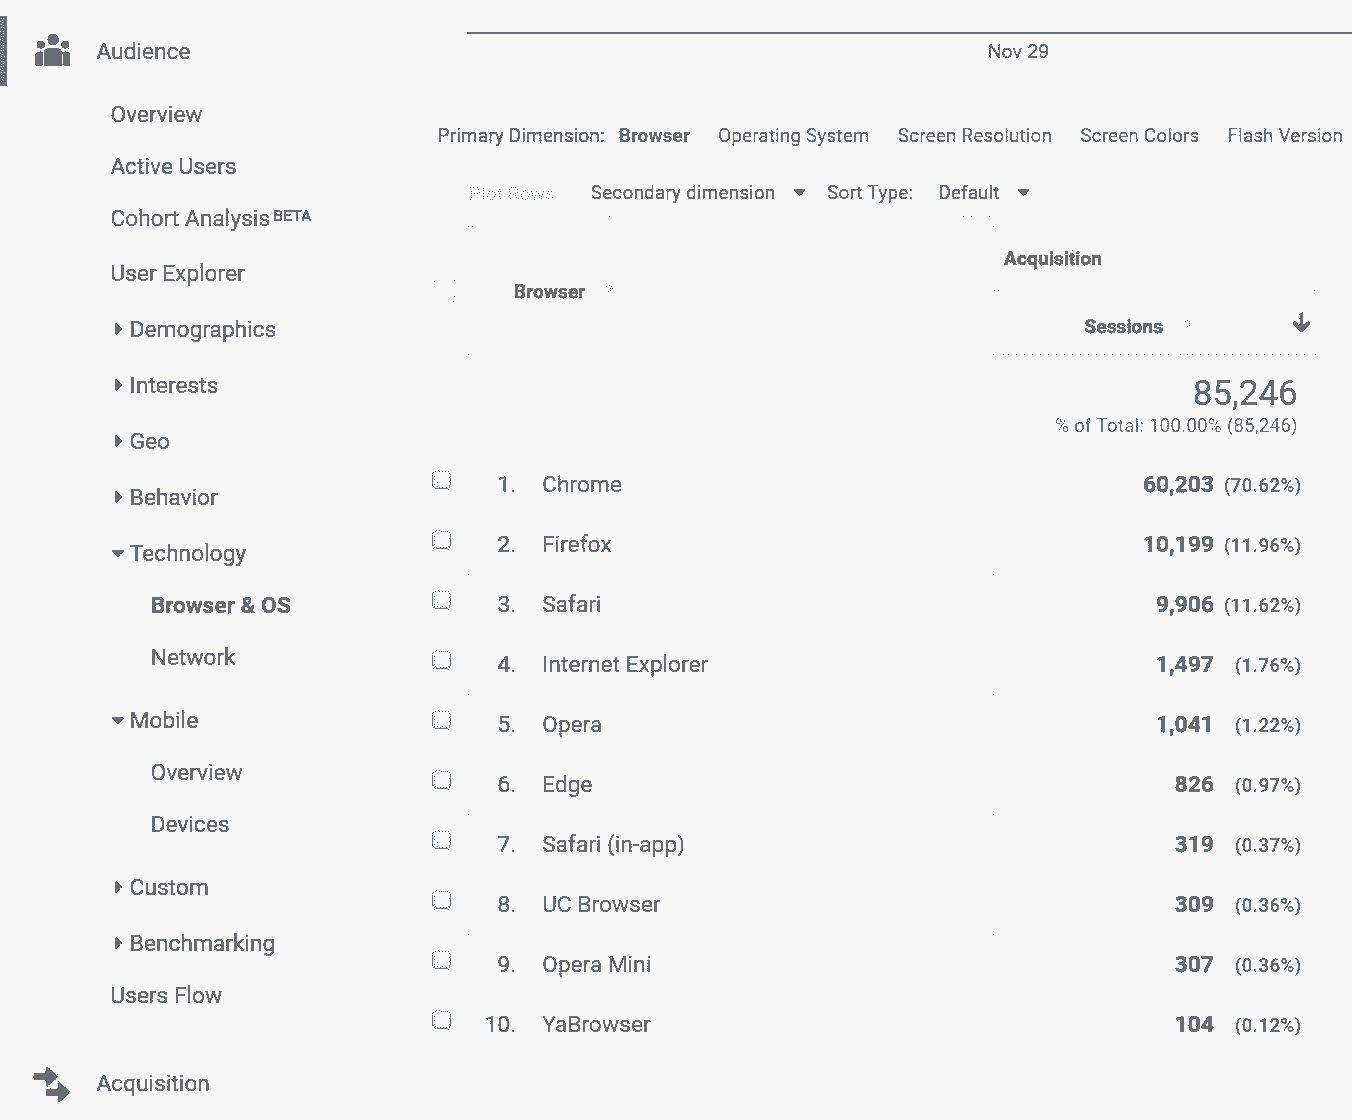 Audience
Overview
Active Users
Cohort Analysis BETA
User Explorer
Demographics
Interests
Geo
Behavior
Technology
Browser & OS
Network
Mobile
Overview
Devices
Custom
Benchmarking
Users Flow
Acquisition
Nov 29
Primary Dimension: Browser Operating System Screen Resolution Screen Colors Flash Version
Plot Rows Secondary dimension Sort Type: Default
Acquisition
Browser ?
Sessions ?
85,246
% of Total: 100.00% (85,246)
1. Chrome 60,203 (70.62%)
2. Firefox 10,199 (11.96%)
3. Safari 9,906 (11.62%)
4. Internet Explorer 1,497 (1.76%)
5. Opera 1,041 (1.22%)
6. Edge 826 (0.97%)
7. Safari (in-app) 319 (0.37%)
8. UC Browser 309 (0.36%)
9. Opera Mini 307 (0.36%)
10. YaBrowser 104 (0.12%)